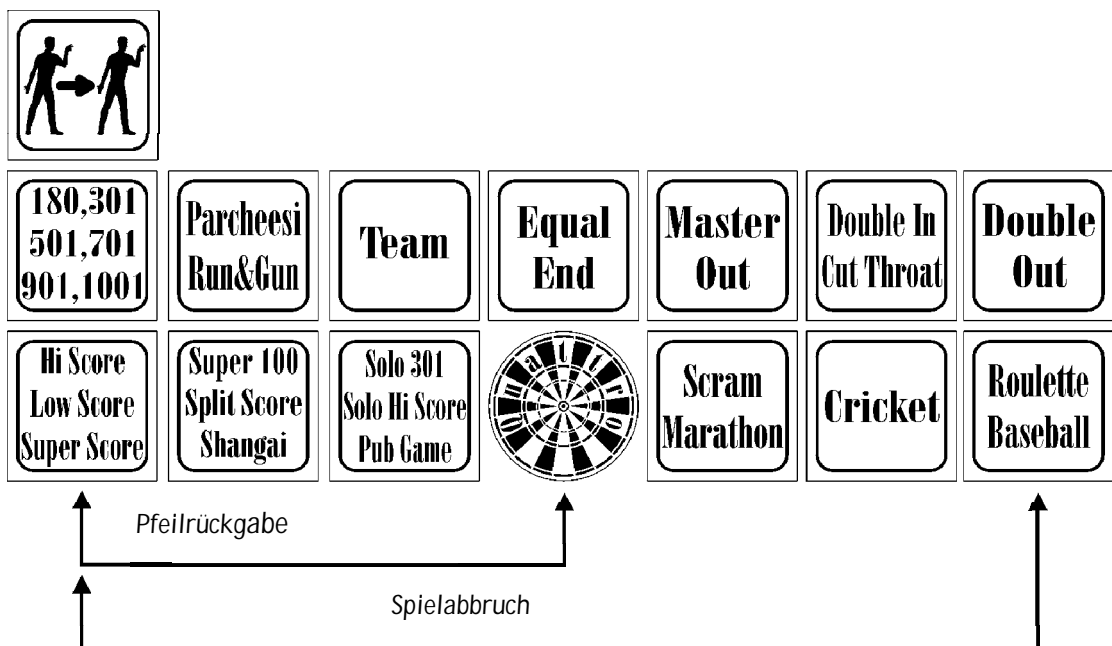 180,301
501,701
901,1001
Parcheesi
Run&Gun
Team
Equal
End
Master
Out
Double In
Cut Throat
Double
Out
Hi Score
Low Score
Super Score
Super 100
Split Score
Shangai
Solo 301
Solo Hi Score
Pub Game
Quattro
Scram
Marathon
Cricket
Roulette
Baseball
Pfeilrückgabe
Spielabbruch